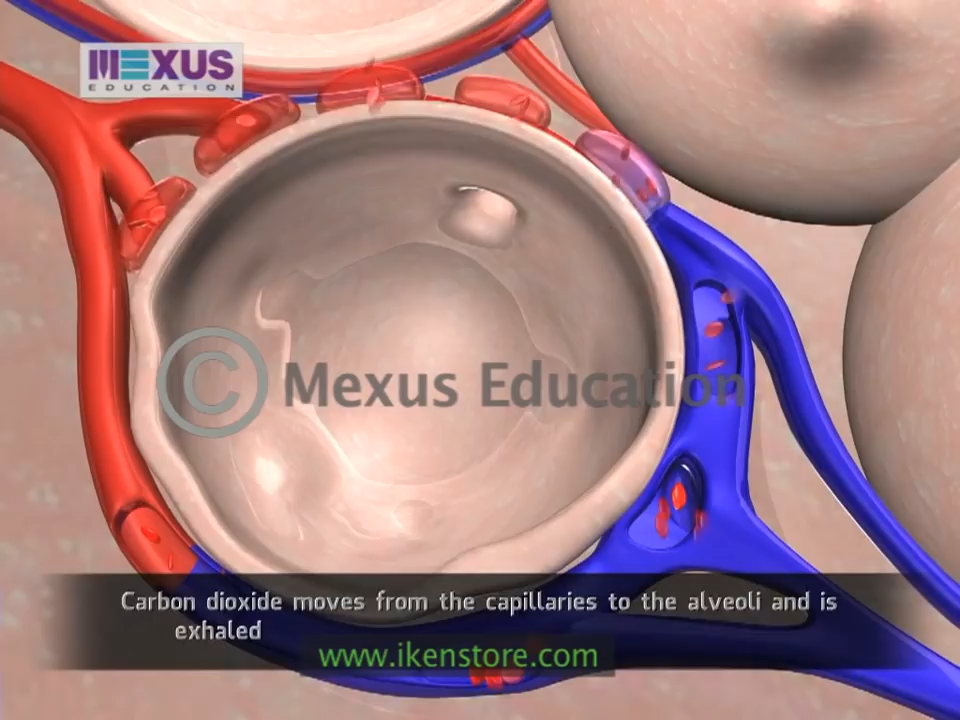 MEXUS
EDUCATION
© Mexus Education
Carbon dioxide moves from the capillaries to the alveoli and is
exhaled
www.ikenstore.com